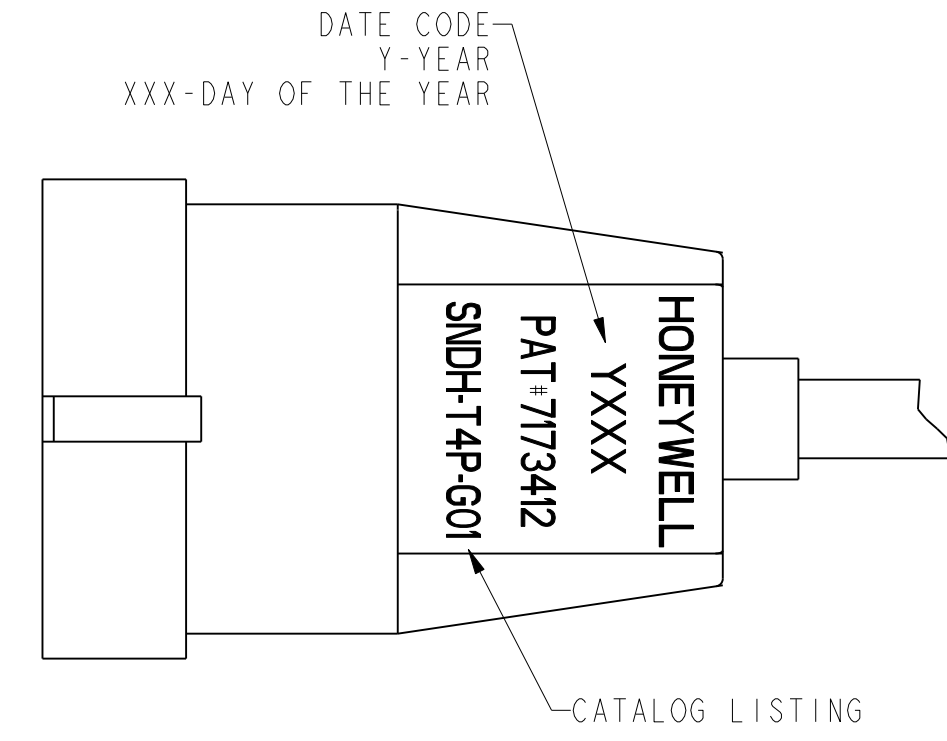 DATE CODE
Y-YEAR
XXX-DAY OF THE YEAR
HONEYWELL
YXXX
PAT#7173412
SNDH-T4P-G01
CATALOG LISTING